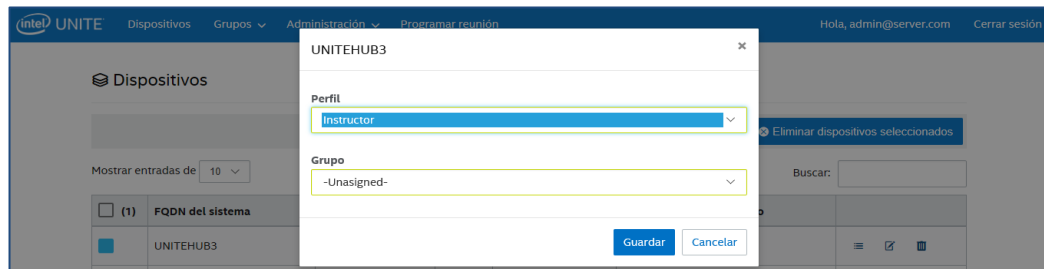 intel UNITE Dispositivos Grupos Administración Programar reunión Hola, admin@server.com Cerrar sesión
UNITEHUB3 ×
Dispositivos
Perfil
Instructor
Eliminar dispositivos seleccionados
Grupo
Mostrar entradas de 10
-Unasigned-
Buscar:
(1) FQDN del sistema
UNITEHUB3
Guardar Cancelar